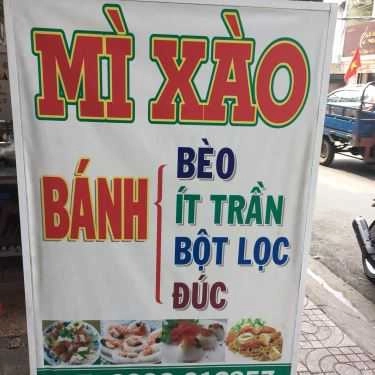 MÌ XÀO
BÁNH
BÈO
ÍT TRẦN
BỘT LỌC
ĐÚC